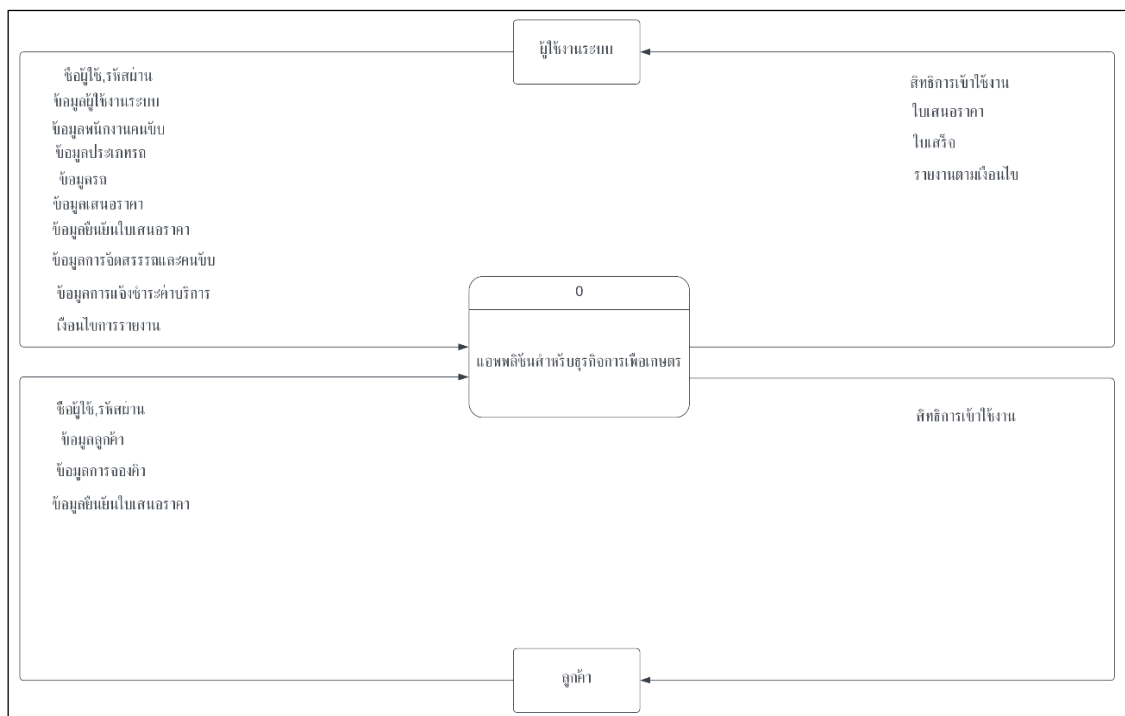 ผู้ใช้งานระบบ
ชื่อผู้ใช้,รหัสผ่าน
ข้อมูลผู้ใช้งานระบบ
ข้อมูลพนักงานคนขับ
ข้อมูลประเภทรถ
ข้อมูลรถ
ข้อมูลเสนอราคา
ข้อมูลยืนยันใบเสนอราคา
ข้อมูลการจัดสรรรถและคนขับ
ข้อมูลการแจ้งชำระค่าบริการ
เงื่อนไขการรายงาน
สิทธิการเข้าใช้งาน
ใบเสนอราคา
ใบเสร็จ
รายงานตามเงื่อนไข
0
แอพพลิชันสำหรับธุรกิจการเพื่อเกษตร
ชื่อผู้ใช้,รหัสผ่าน
ข้อมูลลูกค้า
ข้อมูลการจองคิว
ข้อมูลยืนยันใบเสนอราคา
สิทธิการเข้าใช้งาน
ลูกค้า